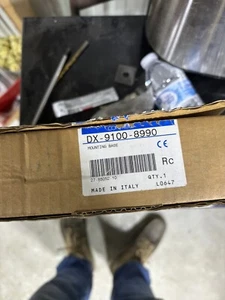 DX-9100-8990
MOUNTING BASE
CE
Rc
QTY.1
MADE IN ITALY L0647